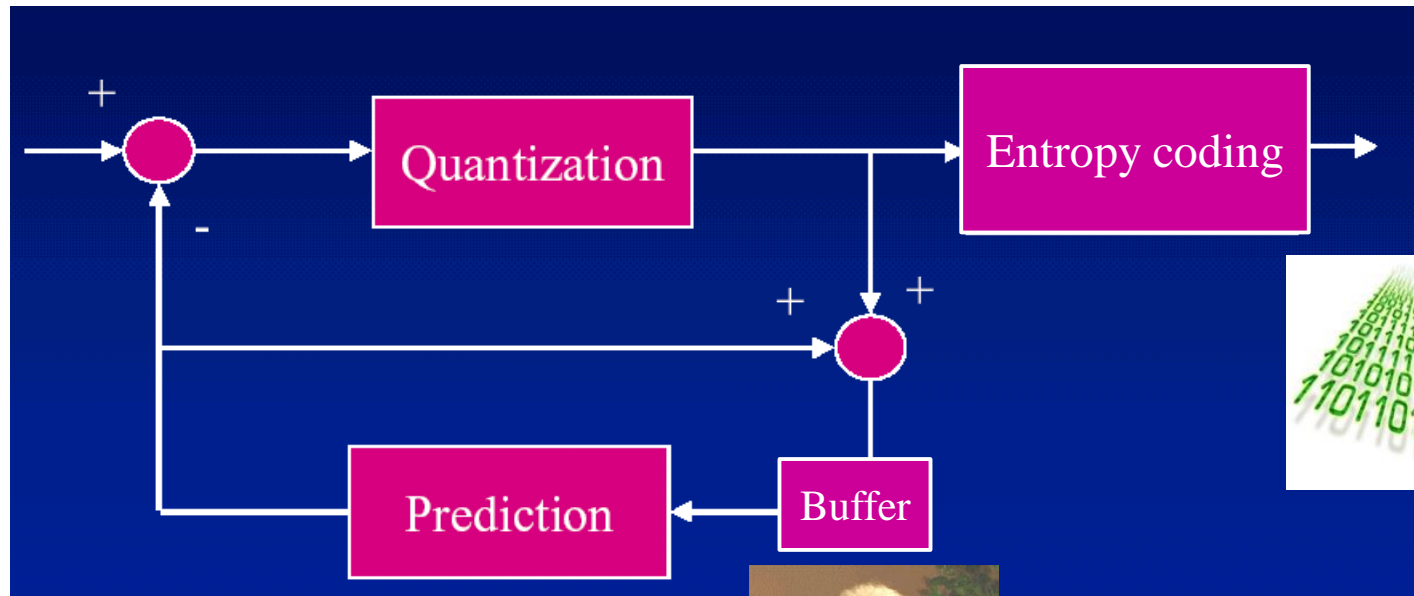 +
Quantization
Entropy coding
-
+
+
Prediction
Buffer